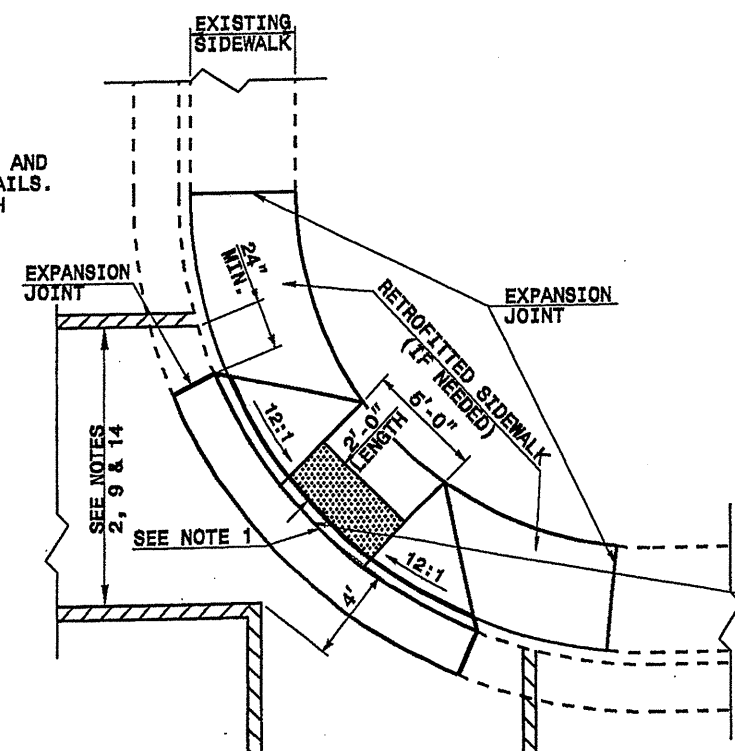 EXISTING
SIDEWALK
AND
AILS.
H
24"
MIN.
EXPANSION
JOINT
EXPANSION
JOINT
RETROFITTED SIDEWALK
(IF NEEDED)
5'-0"
2'-0"
LENGTH
12:1
SEE NOTES
2, 9 & 14
SEE NOTE 1
12:1
4'